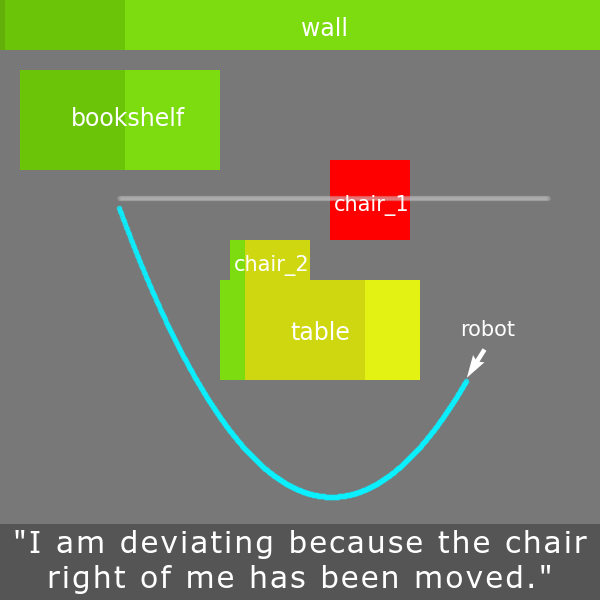 wall
bookshelf
chair_1
chair_2
table
robot
"I am deviating because the chair
right of me has been moved."